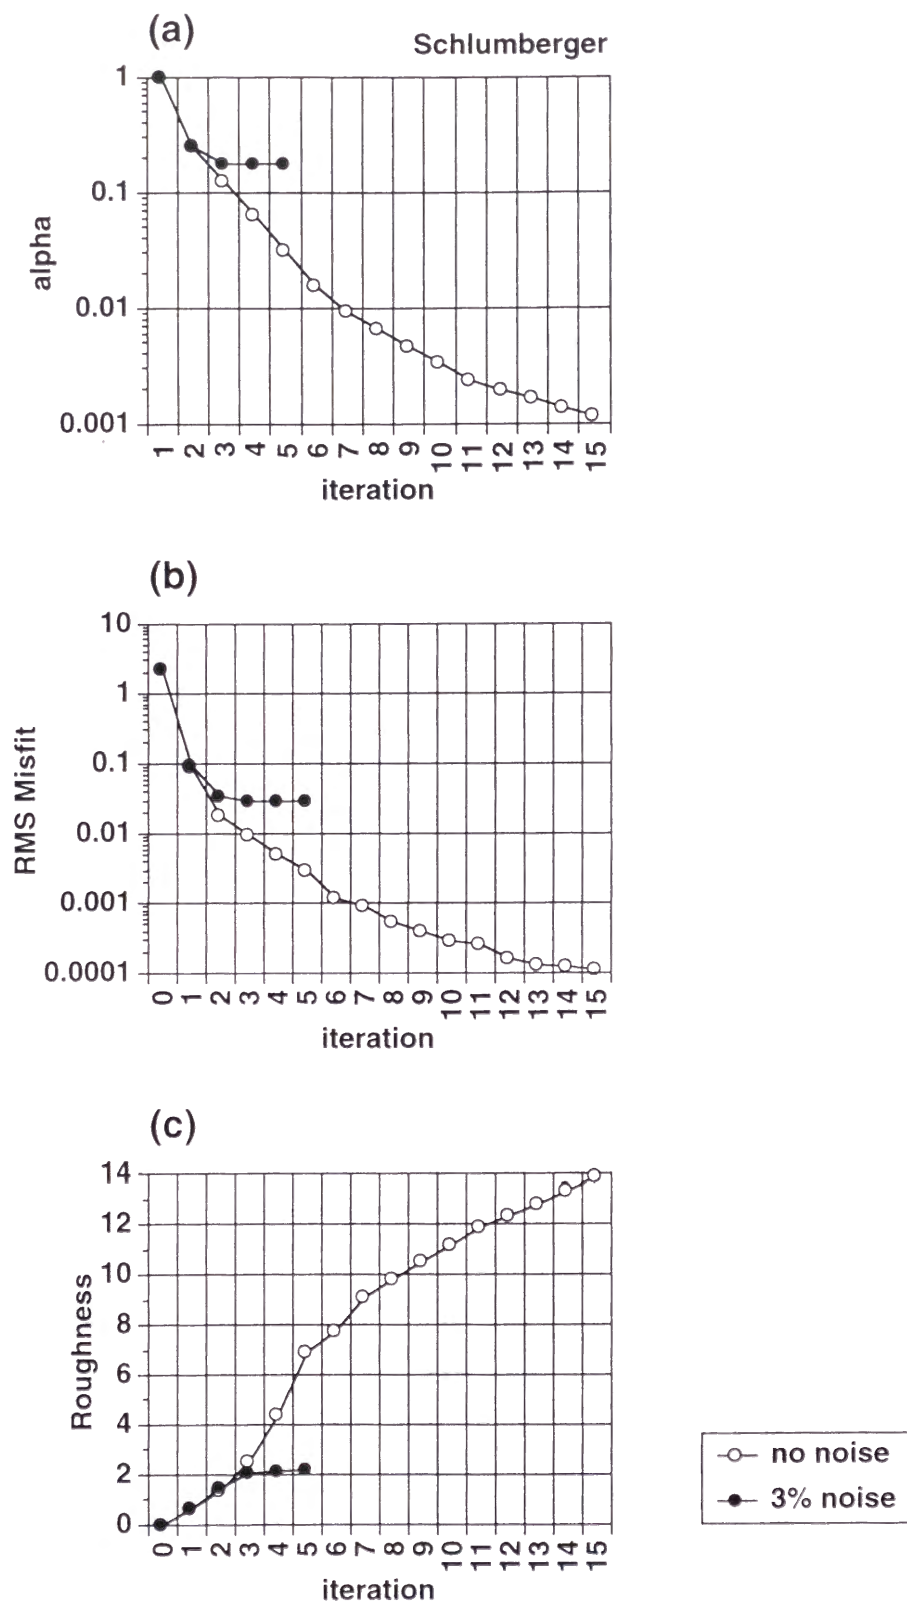 (a)
Schlumberger
1
0.1
0.01
0.001
alpha
1 2 3 4 5 6 7 8 9 10 11 12 13 14 15
iteration
(b)
10
1
0.1
0.01
0.001
0.0001
RMS Misfit
0 1 2 3 4 5 6 7 8 9 10 11 12 13 14 15
iteration
(c)
14
12
10
8
6
4
2
0
Roughness
0 1 2 3 4 5 6 7 8 9 10 11 12 13 14 15
iteration
no noise
3% noise